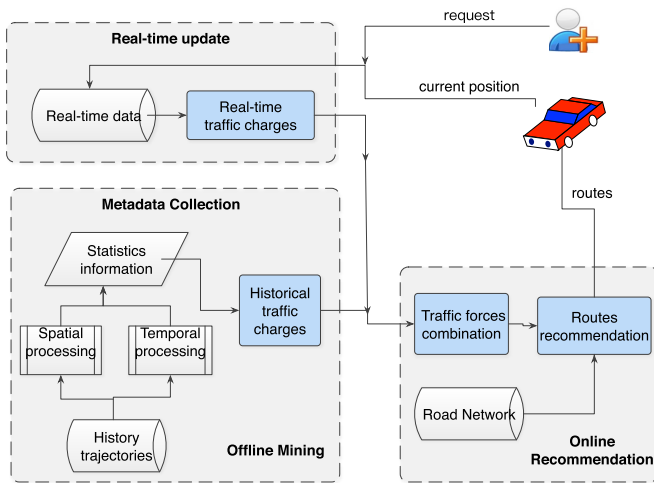 request
Real-time update
current position
Real-time data
Real-time
traffic charges
routes
Metadata Collection
Statistics
information
Historical
traffic
charges
Spatial
processing
Temporal
processing
History
trajectories
Offline Mining
Traffic forces
combination
Routes
recommendation
Road Network
Online
Recommendation